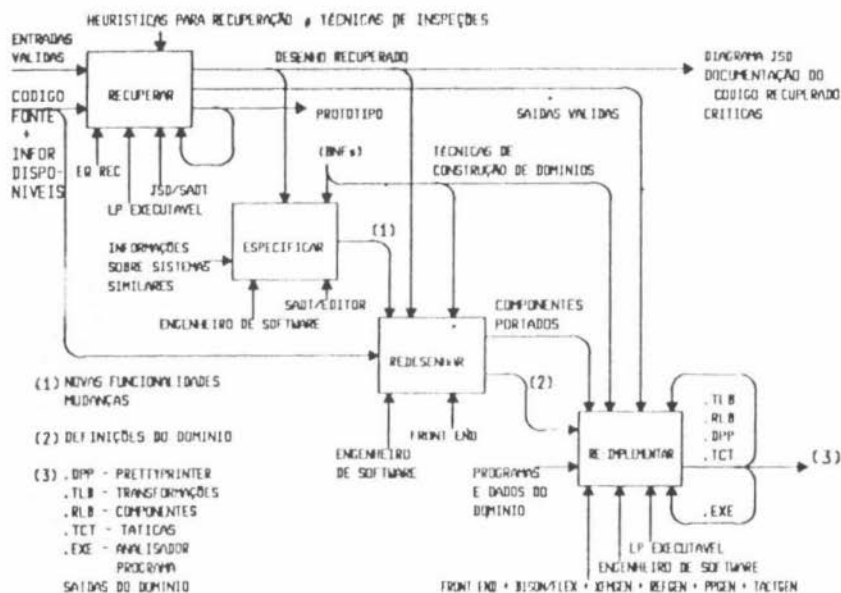 HEURISTICAS PARA RECUPERAÇÃO e TÉCNICAS DE INSPEÇÕES
ENTRADAS
VALIDAS
RECUPERAR
DESENHO RECUPERADO
DIAGRAMA JSD
DOCUMENTAÇÃO DO
CODIGO RECUPERADO
CRITICAS
CODIGO
FONTE
+
INFOR
DISPO-
NIVEIS
PROTOTIPO
SAIDAS VALIDAS
EQ REC
JSD/SADT
LP EXECUTAVEL
(BNFs)
TÉCNICAS DE
CONSTRUÇÃO DE DOMINIOS
ESPECIFICAR
(1)
INFORMAÇÕES
SOBRE SISTEMAS
SIMILARES
SADT/EDITOR
ENGENHEIRO DE SOFTWARE
COMPONENTES
PORTADOS
REDESENHAR
(2)
(1) NOVAS FUNCIONALIDADES
MUDANÇAS
FRONT END
ENGENHEIRO
DE SOFTWARE
(2) DEFINIÇÕES DO DOMINIO
.TLB
.RLB
.DPP
.TCT
RE-IMPLEMENTAR
(3)
PROGRAMAS
E DADOS DO
DOMINIO
.EXE
(3) .DPP - PRETTYPRINTER
.TLB - TRANSFORMAÇÕES
.RLB - COMPONENTES
.TCT - TATICAS
.EXE - ANALISADOR
PROGRAMA
SAIDAS DO DOMINIO
LP EXECUTAVEL
ENGENHEIRO DE SOFTWARE
FRONT END + BISON/FLEX + XFMGEN + REFGEN + PPGEN + TACTGEN